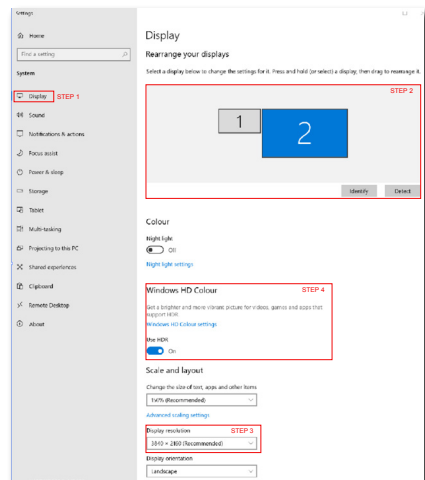 Settings
Home
Find a setting
System
Display STEP 1
Sound
Notifications & actions
Focus assist
Power & sleep
Storage
Tablet
Multi-tasking
Projecting to this PC
Shared experiences
Clipboard
Remote Desktop
About
Display
Rearrange your displays
Select a display below to change the settings for it. Press and hold (or select) a display, then drag to rearrange it.
STEP 2
1
2
Identify Detect
Colour
Night light
Off
Night light settings
Windows HD Colour STEP 4
Get a brighter and more vibrant picture for videos, games and apps that
support HDR.
Windows HD Colour settings
Use HDR
On
Scale and layout
Change the size of text, apps and other items
(Recommended)
Advanced scaling settings
Display resolution STEP 3
3840 × 2160 (Recommended)
Display orientation
Landscape